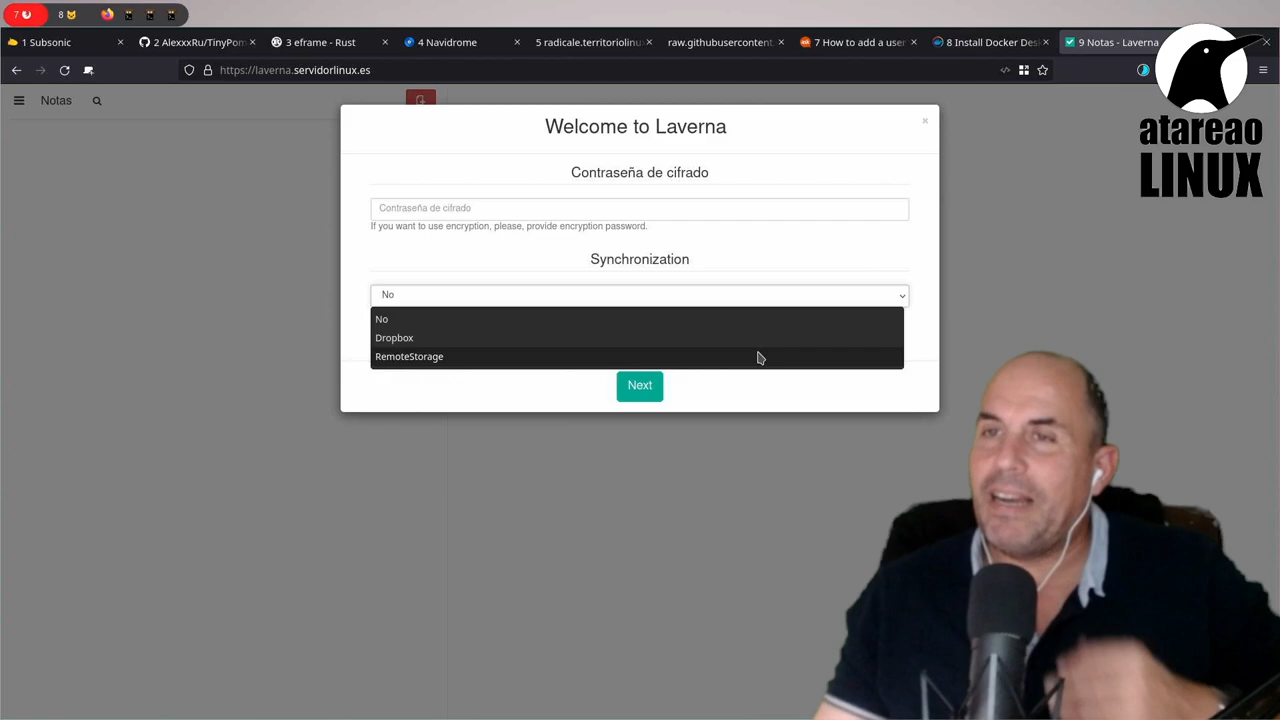 7 8
1 Subsonic
2 AlexxxRu/TinyPom
3 eframe - Rust
4 Navidrome
5 radicale.territoriolinu
raw.githubusercontent.
7 How to add a user
8 Install Docker Des
9 Notas - Laverna
https://laverna.servidorlinux.es
Notas
Welcome to Laverna
×
Contraseña de cifrado
Contraseña de cifrado
If you want to use encryption, please, provide encryption password.
Synchronization
No
No
Dropbox
RemoteStorage
Next
atareao
LINUX